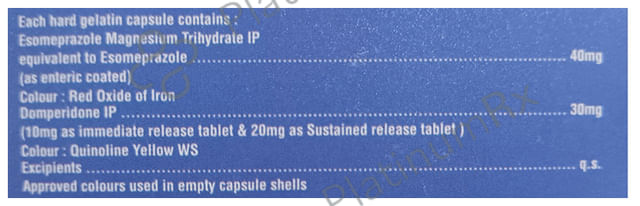 Each hard gelatin capsule contains :
Esomeprazole Magnesium Trihydrate IP
equivalent to Esomeprazole ........................................................................ 40mg
(as enteric coated)
Colour : Red Oxide of Iron
Domperidone IP ........................................................................................ 30mg
(10mg as immediate release tablet & 20mg as Sustained release tablet)
Colour : Quinoline Yellow WS
Excipients .................................................................................................. q.s.
Approved colours used in empty capsule shells
PlatinumRx